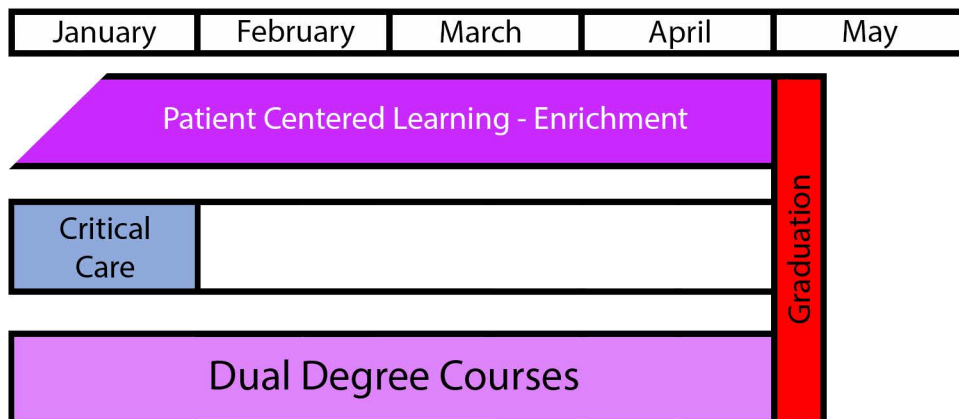 January February March April May
Patient Centered Learning - Enrichment
Critical
Care
Graduation
Dual Degree Courses